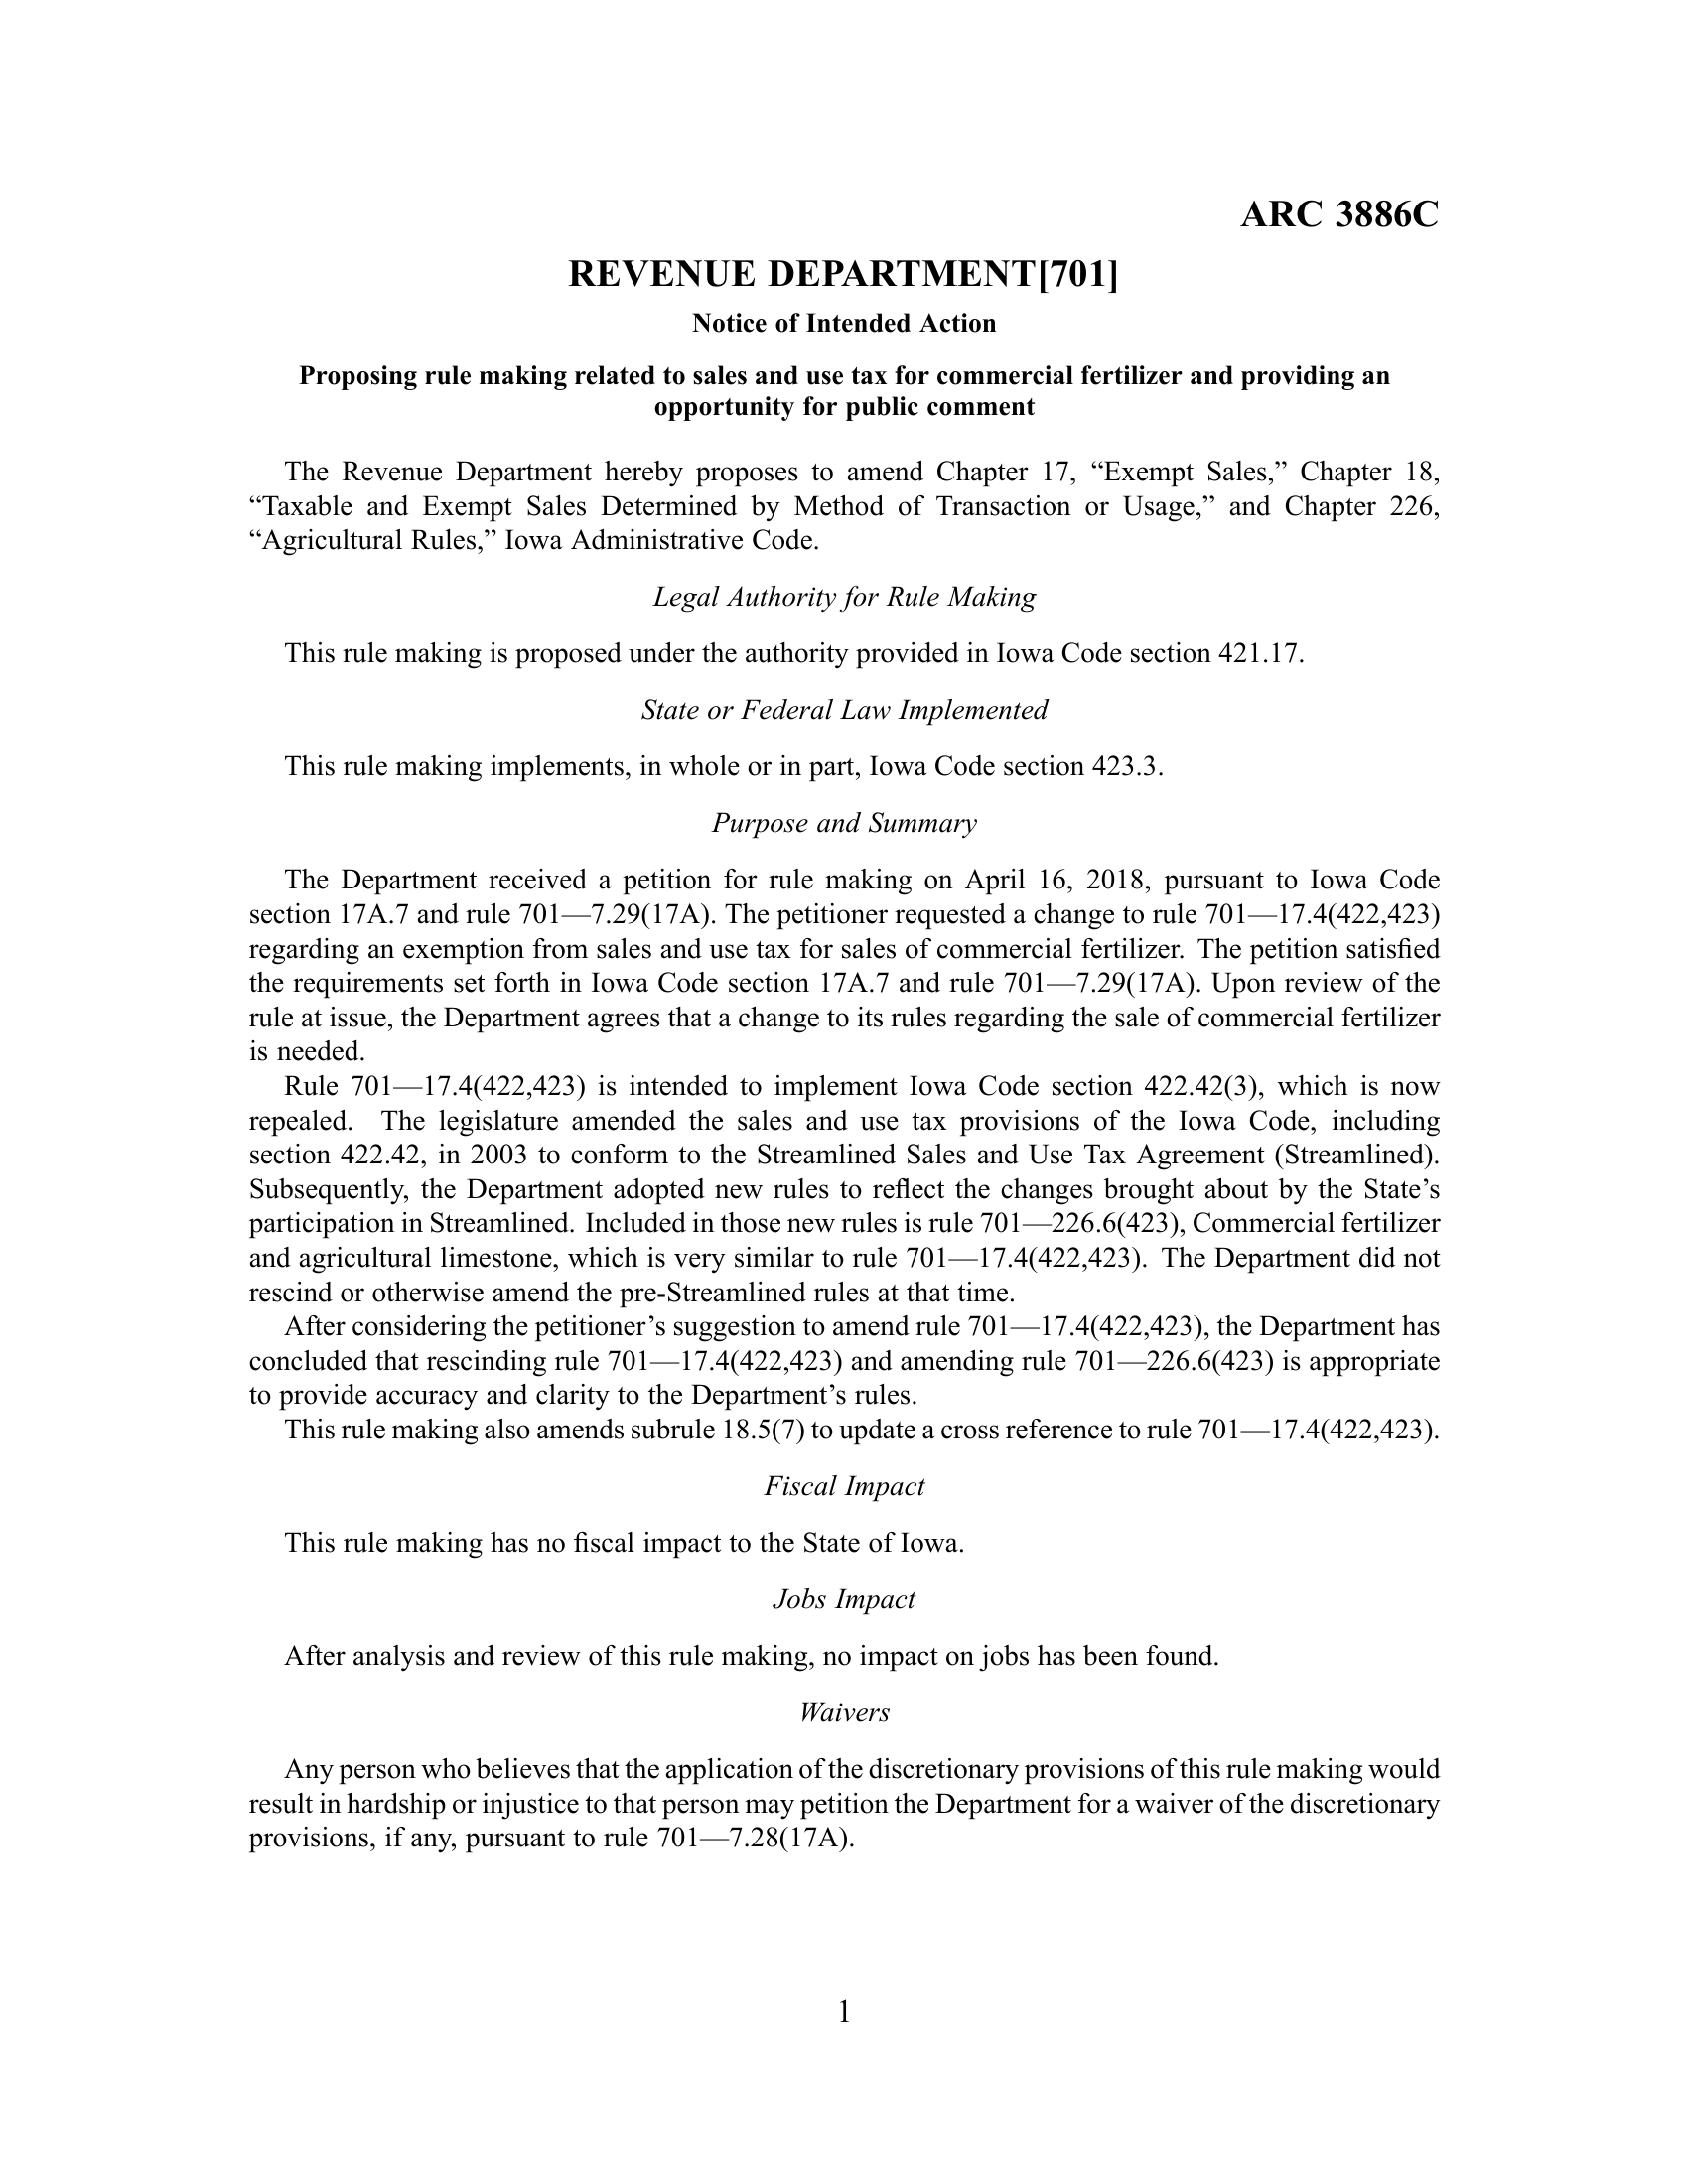 ARC 3886C
REVENUE DEPARTMENT[701]
Notice of Intended Action
Proposing rule making related to sales and use tax for commercial fertilizer and providing an
opportunity for public comment
The Revenue Department hereby proposes to amend Chapter 17, “Exempt Sales,” Chapter 18,
“Taxable and Exempt Sales Determined by Method of Transaction or Usage,” and Chapter 226,
“Agricultural Rules,” Iowa Administrative Code.
Legal Authority for Rule Making
This rule making is proposed under the authority provided in Iowa Code section 421.17.
State or Federal Law Implemented
This rule making implements, in whole or in part, Iowa Code section 423.3.
Purpose and Summary
The Department received a petition for rule making on April 16, 2018, pursuant to Iowa Code
section 17A.7 and rule 701—7.29(17A). The petitioner requested a change to rule 701—17.4(422,423)
regarding an exemption from sales and use tax for sales of commercial fertilizer. The petition satisfied
the requirements set forth in Iowa Code section 17A.7 and rule 701—7.29(17A). Upon review of the
rule at issue, the Department agrees that a change to its rules regarding the sale of commercial fertilizer
is needed.
Rule 701—17.4(422,423) is intended to implement Iowa Code section 422.42(3), which is now
repealed. The legislature amended the sales and use tax provisions of the Iowa Code, including
section 422.42, in 2003 to conform to the Streamlined Sales and Use Tax Agreement (Streamlined).
Subsequently, the Department adopted new rules to reflect the changes brought about by the State’s
participation in Streamlined. Included in those new rules is rule 701—226.6(423), Commercial fertilizer
and agricultural limestone, which is very similar to rule 701—17.4(422,423). The Department did not
rescind or otherwise amend the pre-Streamlined rules at that time.
After considering the petitioner’s suggestion to amend rule 701—17.4(422,423), the Department has
concluded that rescinding rule 701—17.4(422,423) and amending rule 701—226.6(423) is appropriate
to provide accuracy and clarity to the Department’s rules.
This rule making also amends subrule 18.5(7) to update a cross reference to rule 701—17.4(422,423).
Fiscal Impact
This rule making has no fiscal impact to the State of Iowa.
Jobs Impact
After analysis and review of this rule making, no impact on jobs has been found.
Waivers
Any person who believes that the application of the discretionary provisions of this rule making would
result in hardship or injustice to that person may petition the Department for a waiver of the discretionary
provisions, if any, pursuant to rule 701—7.28(17A).
1